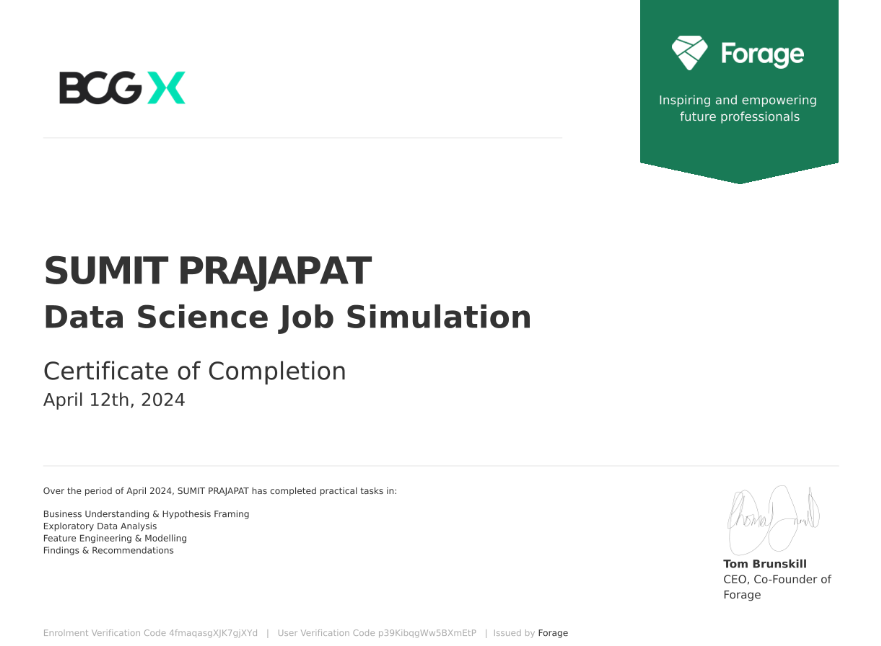 BCG X
Forage
Inspiring and empowering
future professionals
SUMIT PRAJAPAT
Data Science Job Simulation
Certificate of Completion
April 12th, 2024
Over the period of April 2024, SUMIT PRAJAPAT has completed practical tasks in:
Business Understanding & Hypothesis Framing
Exploratory Data Analysis
Feature Engineering & Modelling
Findings & Recommendations
Tom Brunskill
CEO, Co-Founder of
Forage
Enrolment Verification Code 4fmaqasgXJK7gjXYd | User Verification Code p39KibqgWw5BXmEtP | Issued by Forage